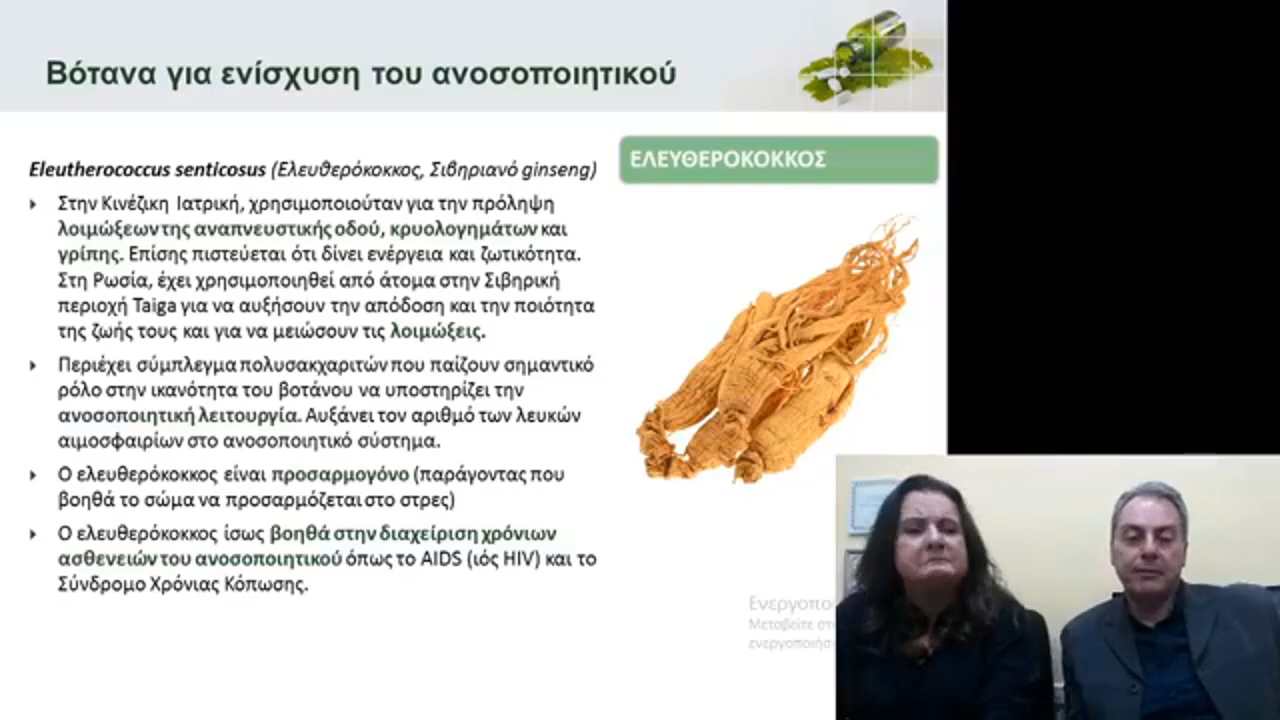 Βότανα για ενίσχυση του ανοσοποιητικού
Eleutherococcus senticosus (Ελευθερόκοκκος, Σιβηριανό ginseng)
Στην Κινέζικη Ιατρική, χρησιμοποιούταν για την πρόληψη
λοιμώξεων της αναπνευστικής οδού, κρυολογημάτων και
γρίπης. Επίσης πιστεύεται ότι δίνει ενέργεια και ζωτικότητα.
Στη Ρωσία, έχει χρησιμοποιηθεί από άτομα στην Σιβηρική
περιοχή Taiga για να αυξήσουν την απόδοση και την ποιότητα
της ζωής τους και για να μειώσουν τις λοιμώξεις.
Περιέχει σύμπλεγμα πολυσακχαριτών που παίζουν σημαντικό
ρόλο στην ικανότητα του βοτάνου να υποστηρίζει την
ανοσοποιητική λειτουργία. Αυξάνει τον αριθμό των λευκών
αιμοσφαιρίων στο ανοσοποιητικό σύστημα.
Ο ελευθερόκοκκος είναι προσαρμογόνο (παράγοντας που
βοηθά το σώμα να προσαρμόζεται στο στρες)
Ο ελευθερόκοκκος ίσως βοηθά στην διαχείριση χρόνιων
ασθενειών του ανοσοποιητικού όπως το AIDS (ιός HIV) και το
Σύνδρομο Χρόνιας Κόπωσης.
ΕΛΕΥΘΕΡΟΚΟΚΚΟΣ
Ενεργοπο
Μεταβείτε στ
ενεργοποιήσ